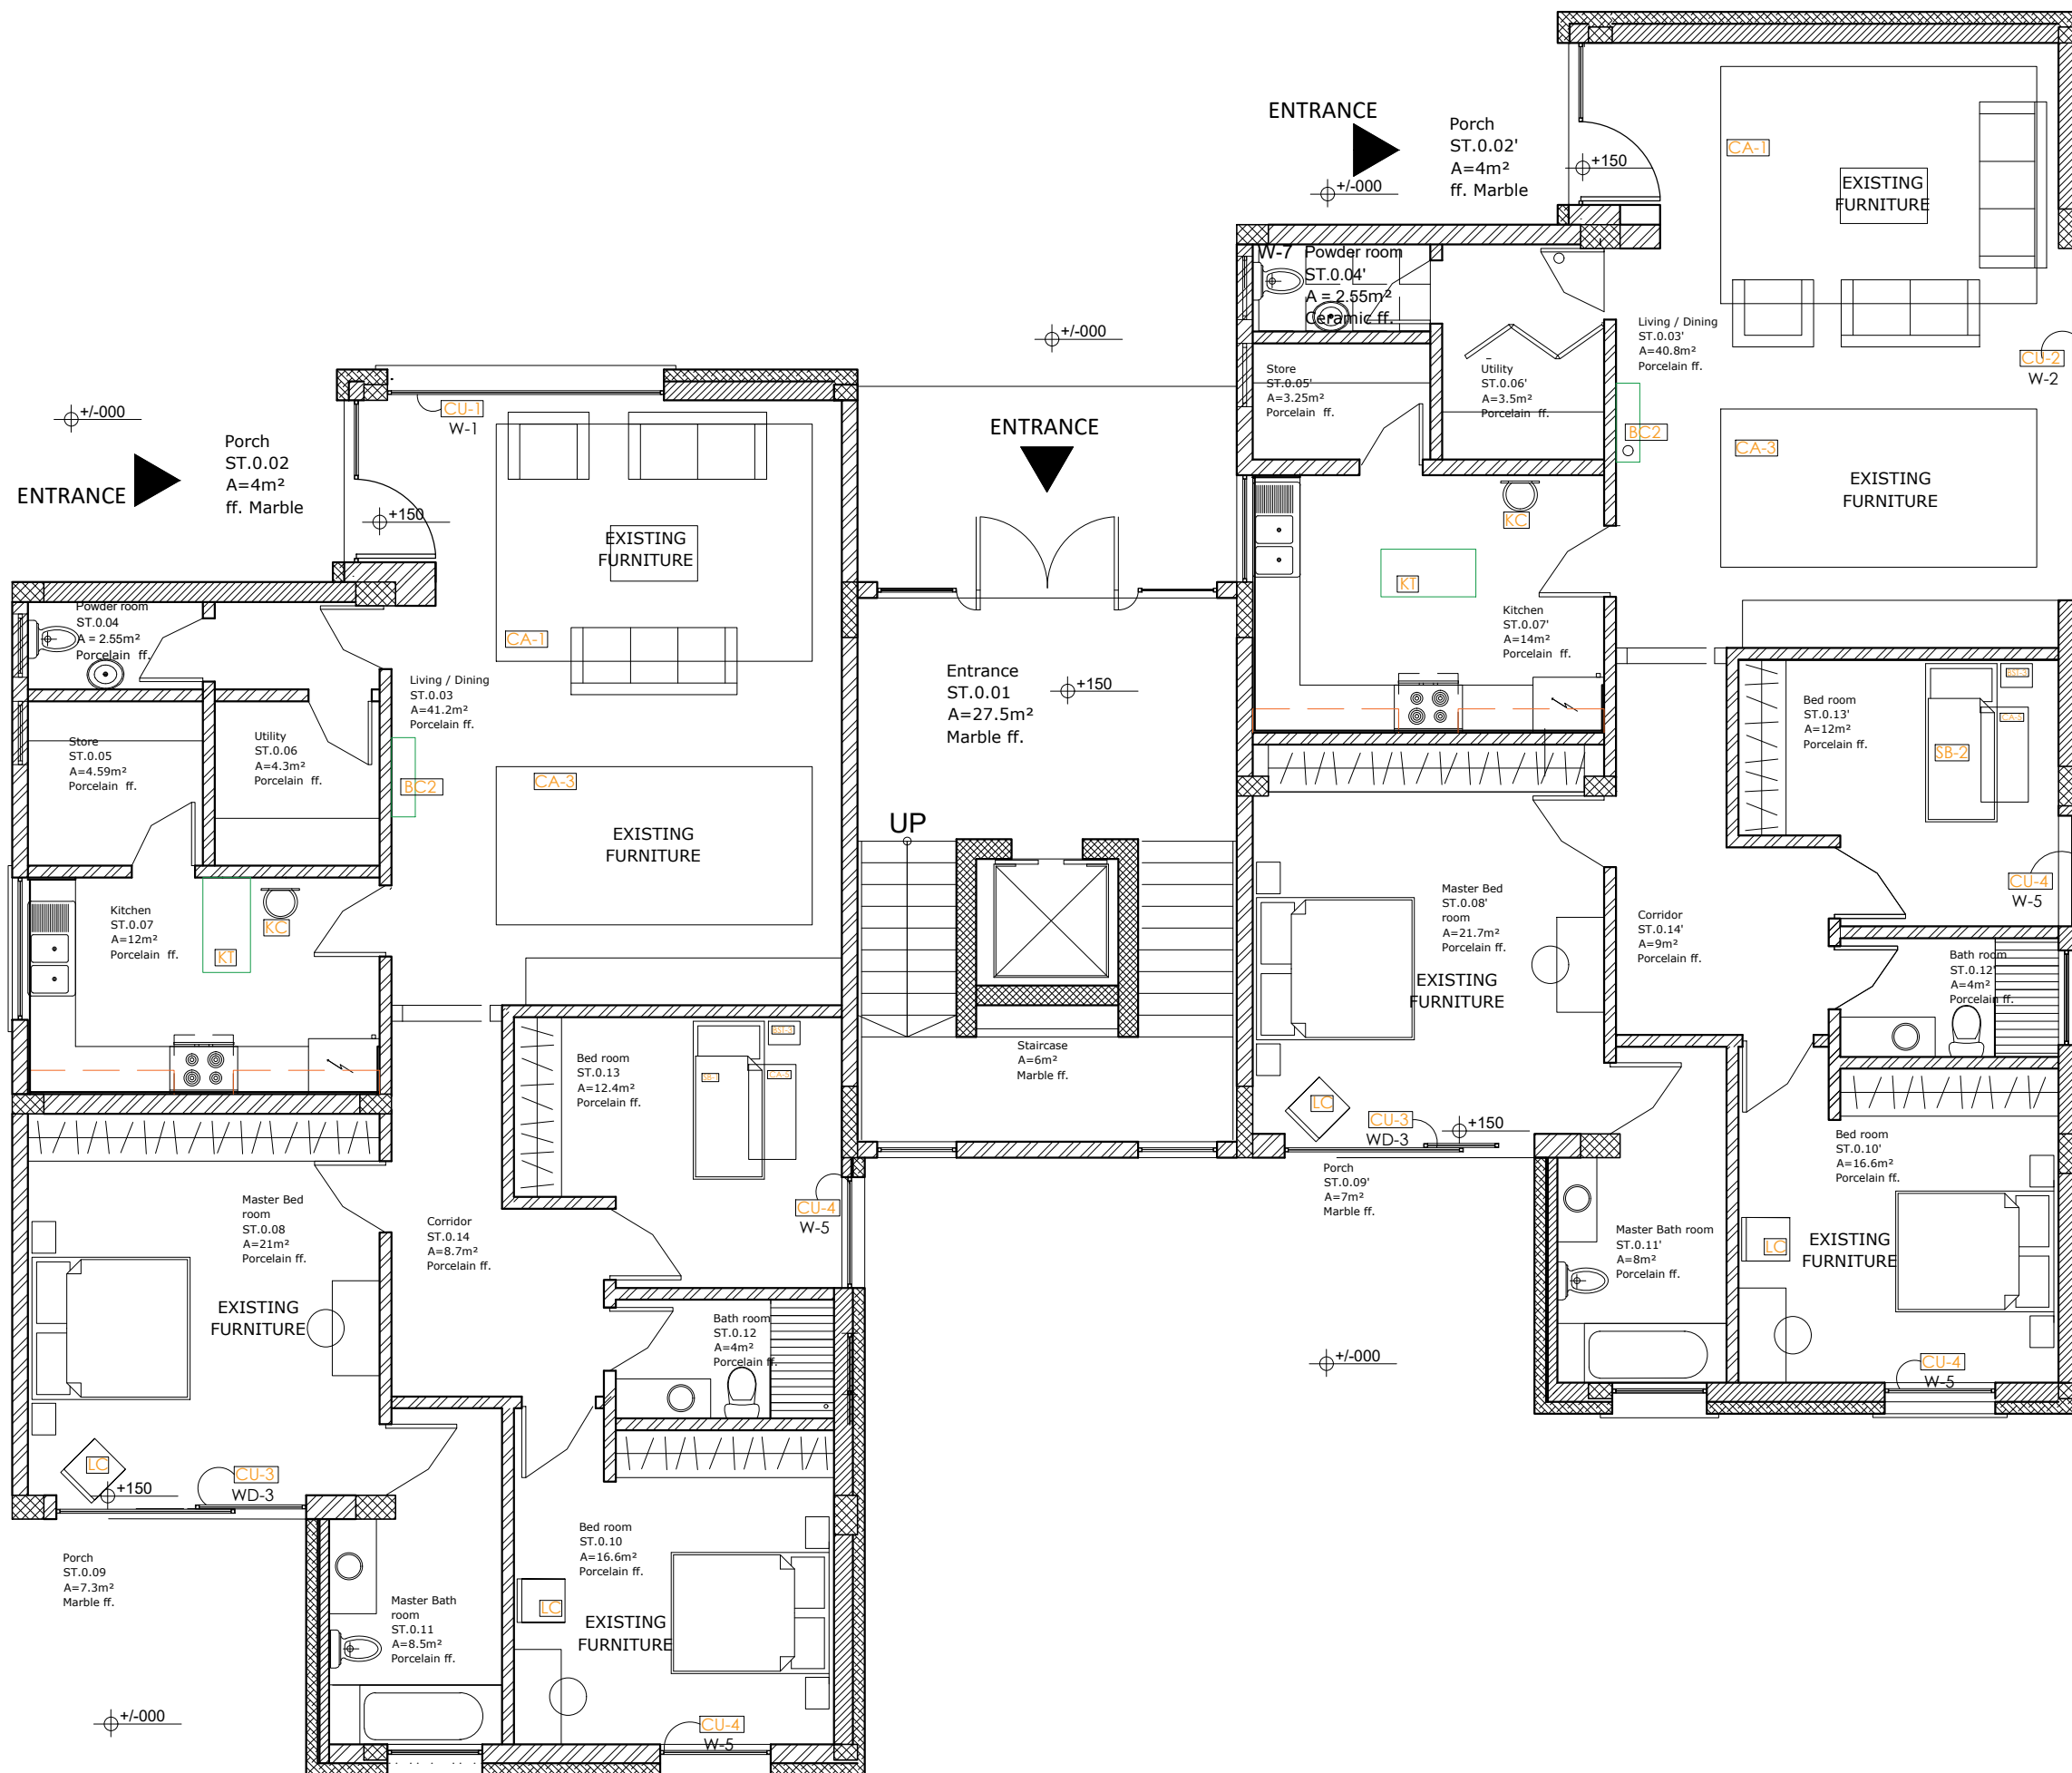 ENTRANCE
Porch
ST.0.02'
A=4m²
ff. Marble
+150
+/-000
CA-1
EXISTING
FURNITURE
W-7
Powder room
ST.0.04'
A = 2.55m²
Ceramic ff.
Living / Dining
ST.0.03'
A=40.8m²
Porcelain ff.
CU-2
W-2
Store
ST.0.05'
A=3.25m²
Porcelain ff.
Utility
ST.0.06'
A=3.5m²
Porcelain ff.
BC2
CA-3
EXISTING
FURNITURE
KC
KT
Kitchen
ST.0.07'
A=14m²
Porcelain ff.
+/-000
ENTRANCE
+/-000
ENTRANCE
Porch
ST.0.02
A=4m²
ff. Marble
+150
CU-1
W-1
EXISTING
FURNITURE
CA-1
Powder room
ST.0.04
A = 2.55m²
Porcelain ff.
Living / Dining
ST.0.03
A=41.2m²
Porcelain ff.
Store
ST.0.05
A=4.59m²
Porcelain ff.
Utility
ST.0.06
A=4.3m²
Porcelain ff.
BC2
CA-3
EXISTING
FURNITURE
Entrance
ST.0.01
A=27.5m²
Marble ff.
+150
UP
Staircase
A=6m²
Marble ff.
Kitchen
ST.0.07
A=12m²
Porcelain ff.
KC
KT
Bed room
ST.0.13'
A=12m²
Porcelain ff.
CA-5
SB-2
CU-4
W-5
Master Bed
ST.0.08'
room
A=21.7m²
Porcelain ff.
EXISTING
FURNITURE
Corridor
ST.0.14'
A=9m²
Porcelain ff.
Bath room
ST.0.12'
A=4m²
Porcelain ff.
LC
CU-3
WD-3
+150
Porch
ST.0.09'
A=7m²
Marble ff.
Bed room
ST.0.10'
A=16.6m²
Porcelain ff.
Master Bath room
ST.0.11'
A=8m²
Porcelain ff.
LC
EXISTING
FURNITURE
CU-4
W-5
+/-000
Bed room
ST.0.13
A=12.4m²
Porcelain ff.
CA-5
CU-4
W-5
Master Bed
room
ST.0.08
A=21m²
Porcelain ff.
EXISTING
FURNITURE
Corridor
ST.0.14
A=8.7m²
Porcelain ff.
Bath room
ST.0.12
A=4m²
Porcelain ff.
LC
+150
CU-3
WD-3
Porch
ST.0.09
A=7.3m²
Marble ff.
Bed room
ST.0.10
A=16.6m²
Porcelain ff.
Master Bath
room
ST.0.11
A=8.5m²
Porcelain ff.
LC
EXISTING
FURNITURE
CU-4
W-5
+/-000